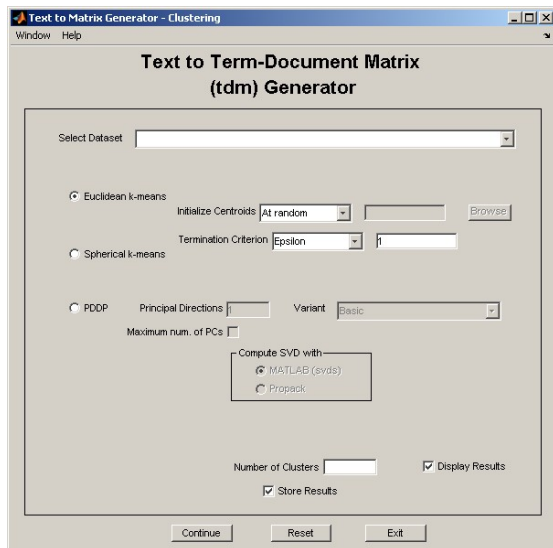 Text to Matrix Generator - Clustering
Window Help
Text to Term-Document Matrix
(tdm) Generator
Select Dataset
Euclidean k-means
Initialize Centroids At random Browse
Termination Criterion Epsilon 1
Spherical k-means
PDDP Principal Directions 1 Variant Basic
Maximum num. of PCs
Compute SVD with
MATLAB (svds)
Propack
Number of Clusters Display Results
Store Results
Continue Reset Exit